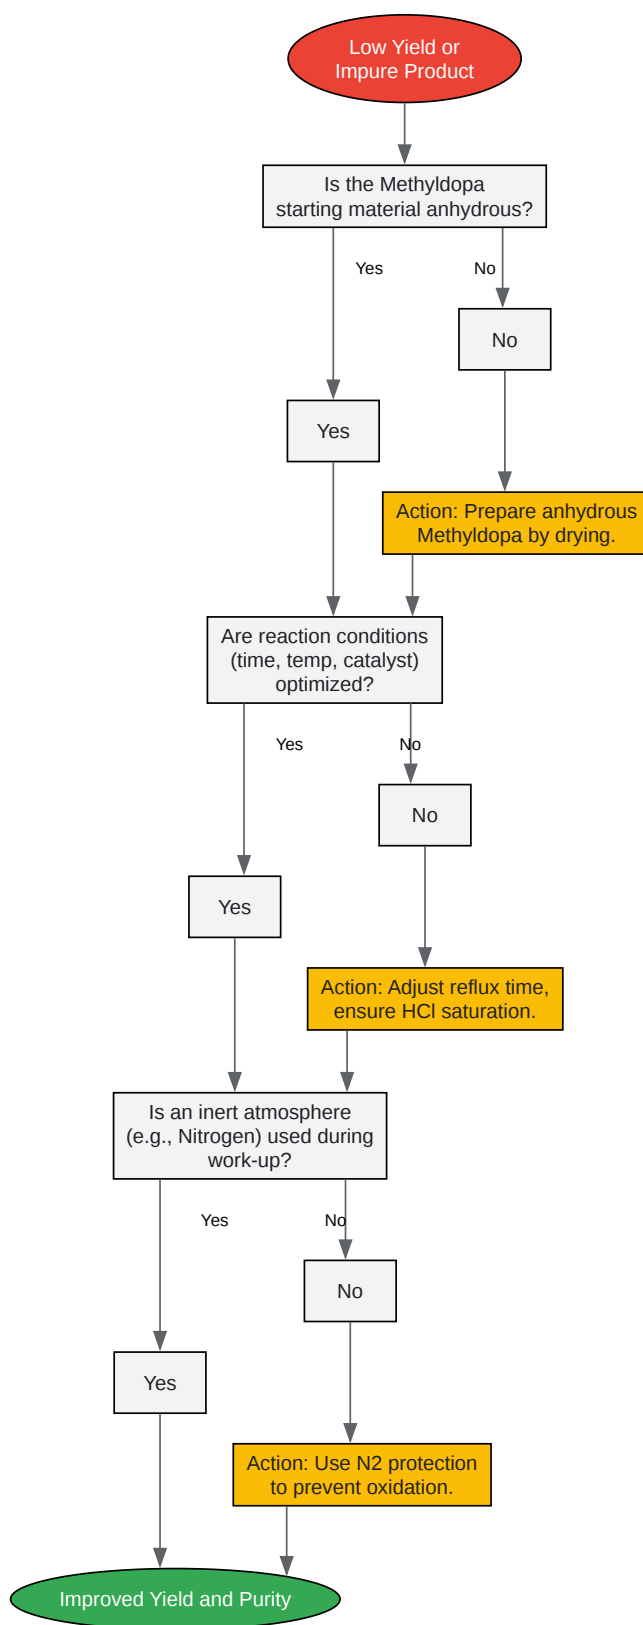 Low Yield or
Impure Product
Is the Methyldopa
starting material anhydrous?
Yes
No
No
Yes
Action: Prepare anhydrous
Methyldopa by drying.
Are reaction conditions
(time, temp, catalyst)
optimized?
Yes
No
No
Yes
Action: Adjust reflux time,
ensure HCl saturation.
Is an inert atmosphere
(e.g., Nitrogen) used during
work-up?
Yes
No
No
Yes
Action: Use N2 protection
to prevent oxidation.
Improved Yield and Purity